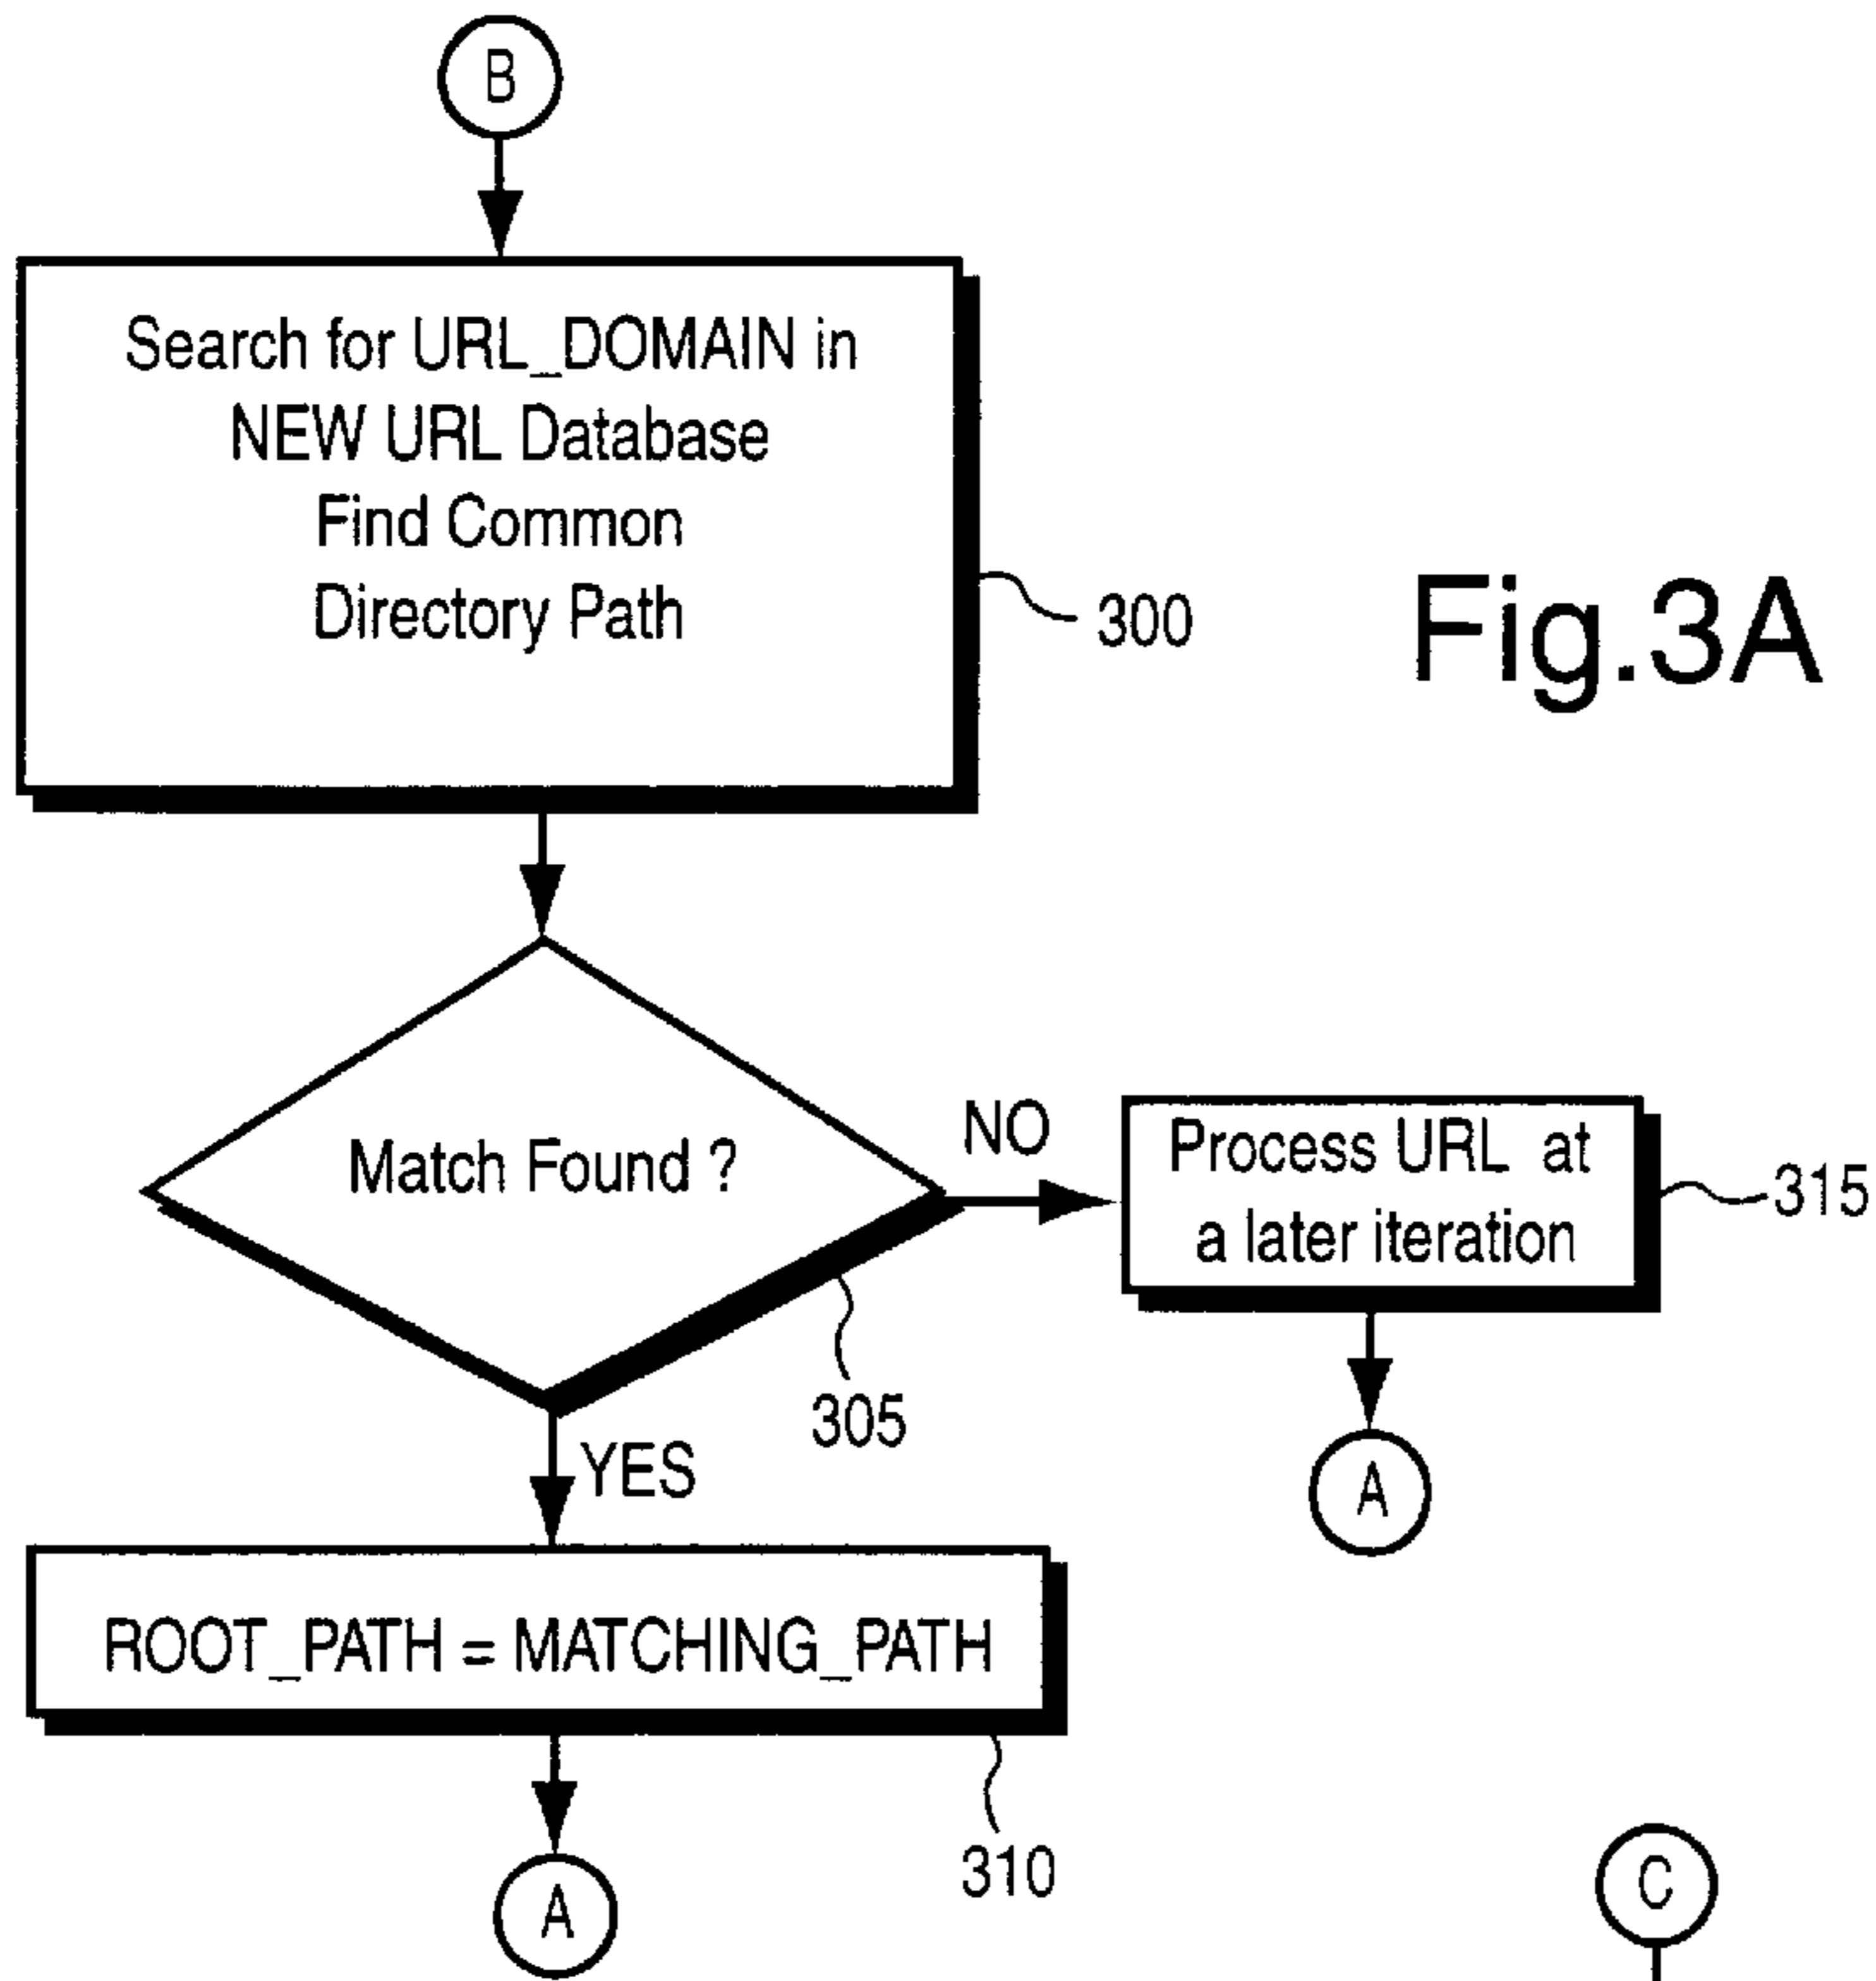 B
Search for URL_DOMAIN in
NEW URL Database
Find Common
Directory Path
300
Fig.3A
Match Found ?
NO
Process URL at
a later iteration
315
305
YES
A
ROOT_PATH = MATCHING_PATH
310
A
C